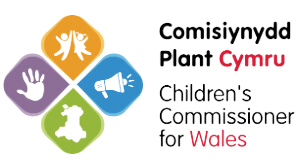 Comisiynydd
Plant Cymru
Children's
Commissioner
for Wales